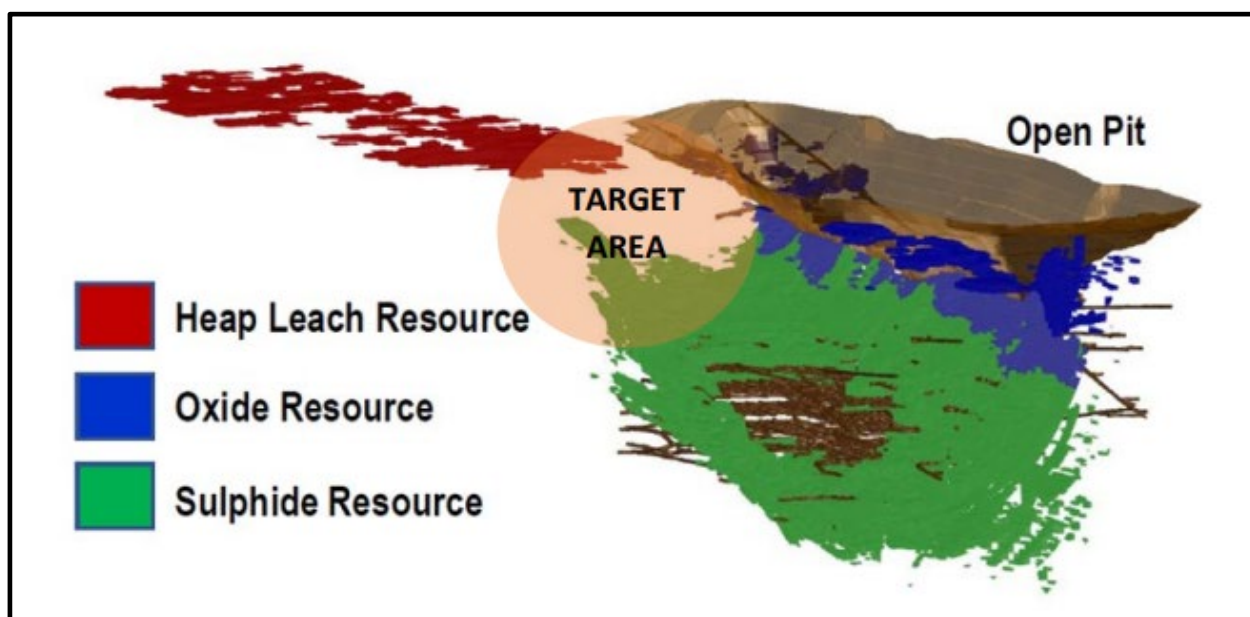 Open Pit
TARGET
AREA
Heap Leach Resource
Oxide Resource
Sulphide Resource